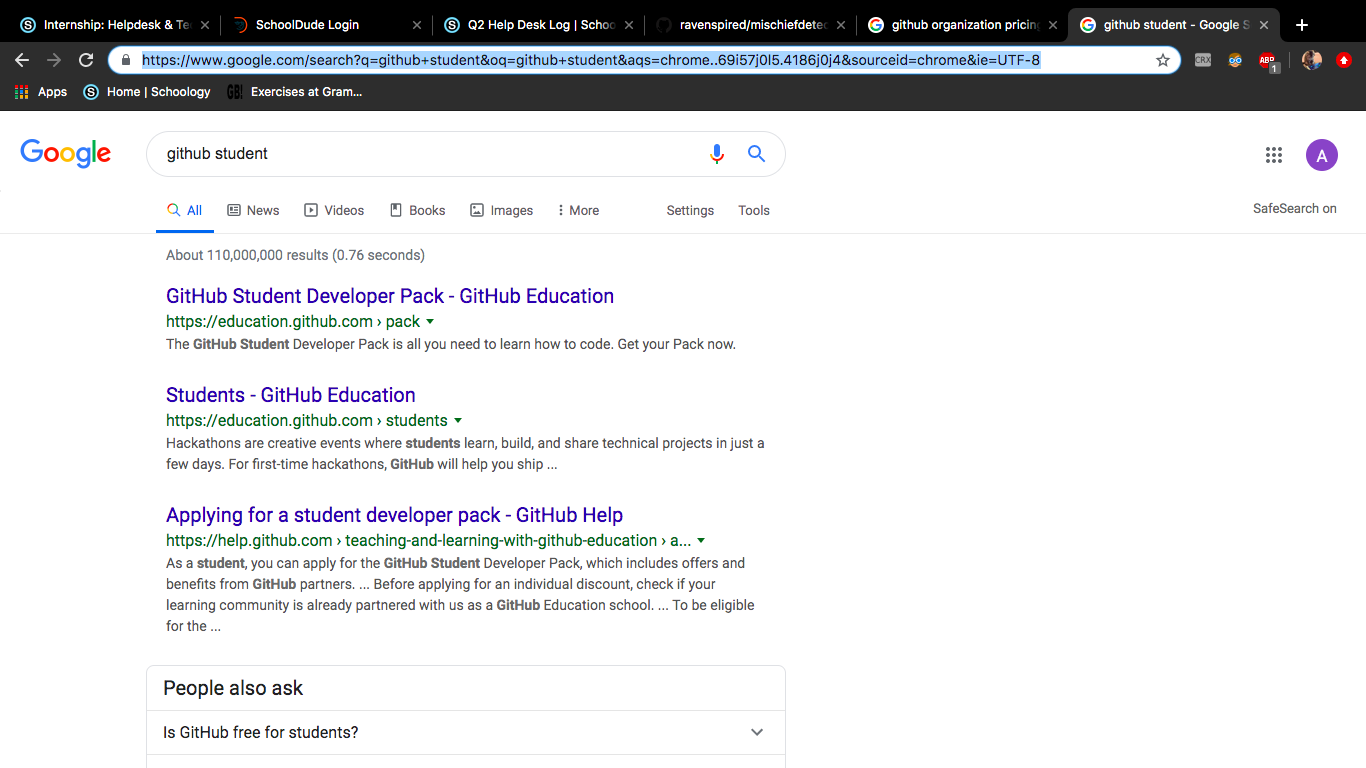 Internship: Helpdesk & Te
SchoolDude Login
Q2 Help Desk Log | Schoo
ravenspired/mischiefdetec
github organization pricing
github student - Google S
https://www.google.com/search?q=github+student&oq=github+student&aqs=chrome..69i57j0l5.4186j0j4&sourceid=chrome&ie=UTF-8
CRX
ABP
1
Apps
S
Home | Schoology
GB!
Exercises at Gram...
Google
github student
A
All
News
Videos
Books
Images
More
Settings
Tools
SafeSearch on
About 110,000,000 results (0.76 seconds)
GitHub Student Developer Pack - GitHub Education
https://education.github.com › pack
The GitHub Student Developer Pack is all you need to learn how to code. Get your Pack now.
Students - GitHub Education
https://education.github.com › students
Hackathons are creative events where students learn, build, and share technical projects in just a
few days. For first-time hackathons, GitHub will help you ship ...
Applying for a student developer pack - GitHub Help
https://help.github.com › teaching-and-learning-with-github-education › a...
As a student, you can apply for the GitHub Student Developer Pack, which includes offers and
benefits from GitHub partners. ... Before applying for an individual discount, check if your
learning community is already partnered with us as a GitHub Education school. ... To be eligible
for the ...
People also ask
Is GitHub free for students?